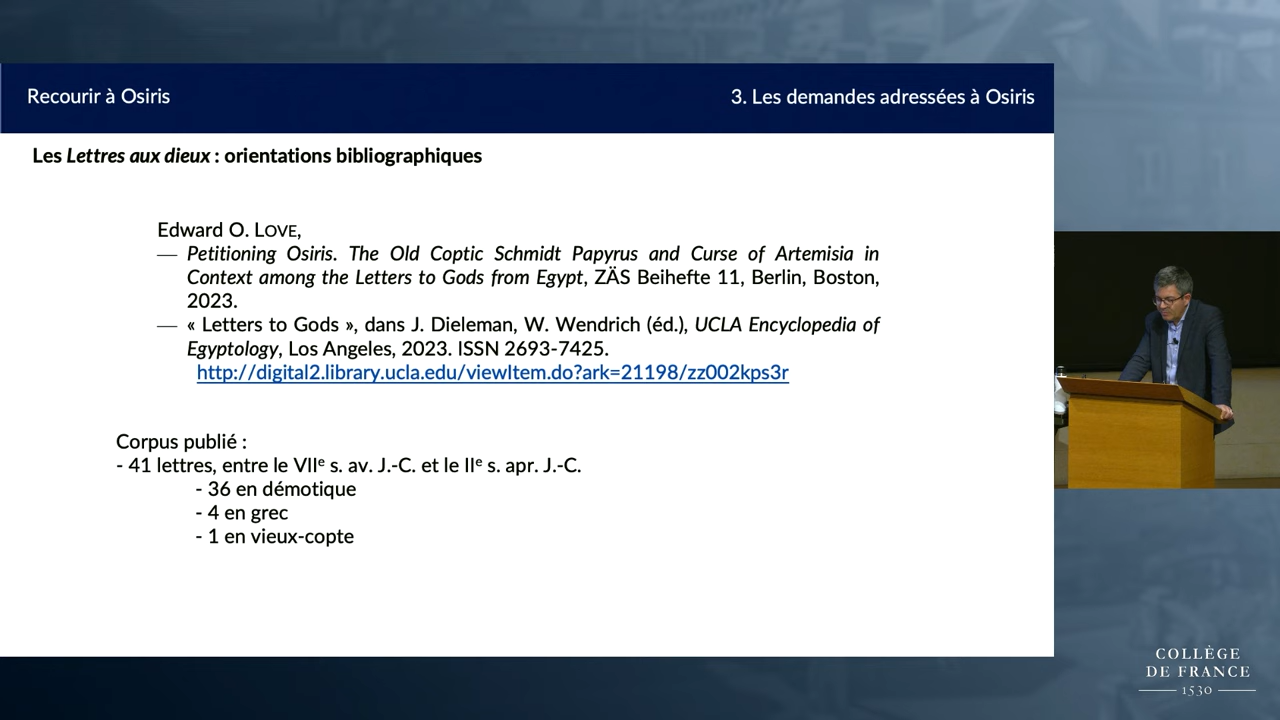 Recourir à Osiris
3. Les demandes adressées à Osiris
Les Lettres aux dieux : orientations bibliographiques
Edward O. LOVE,
— Petitioning Osiris. The Old Coptic Schmidt Papyrus and Curse of Artemisia in
Context among the Letters to Gods from Egypt, ZÄS Beihefte 11, Berlin, Boston,
2023.
— « Letters to Gods », dans J. Dieleman, W. Wendrich (éd.), UCLA Encyclopedia of
Egyptology, Los Angeles, 2023. ISSN 2693-7425.
http://digital2.library.ucla.edu/viewItem.do?ark=21198/zz002kps3r
Corpus publié :
- 41 lettres, entre le VIIᵉ s. av. J.-C. et le IIᵉ s. apr. J.-C.
- 36 en démotique
- 4 en grec
- 1 en vieux-copte
COLLÈGE
DE FRANCE
1530